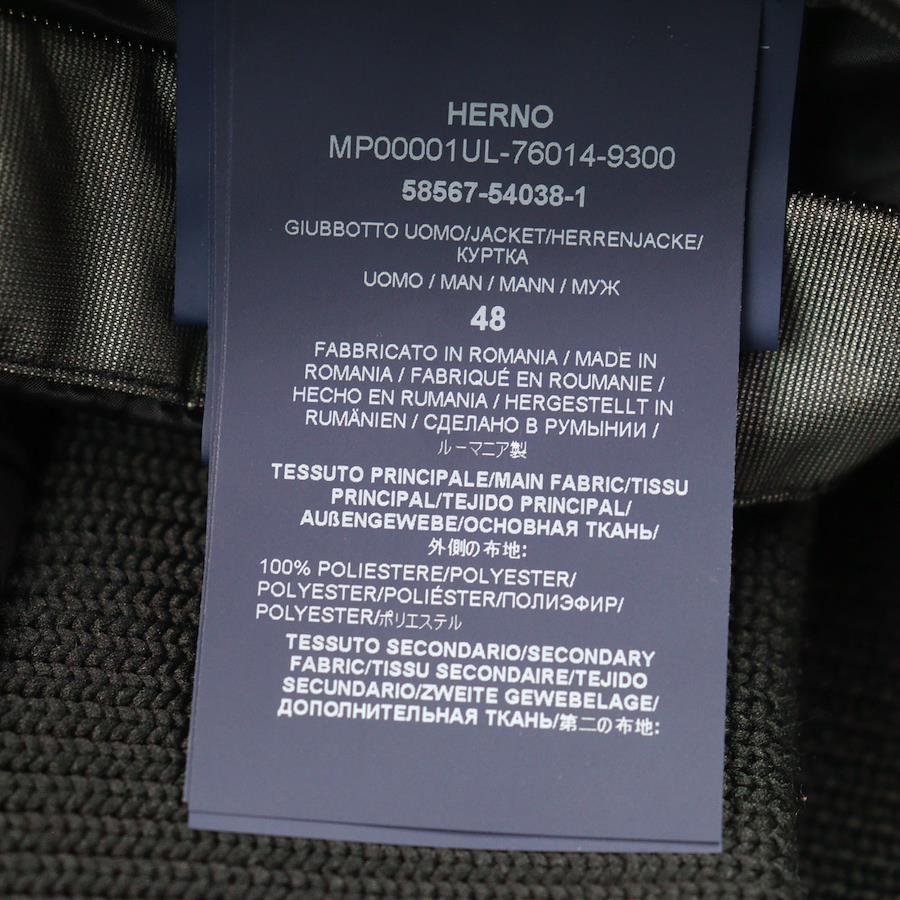 HERNO
MP00001UL-76014-9300
58567-54038-1
GIUBBOTTO UOMO/JACKET/HERRENJACKE/
КУРТКА
UOMO / MAN / MANN / МУЖ
48
FABBRICATO IN ROMANIA / MADE IN
ROMANIA / FABRIQUÉ EN ROUMANIE /
HECHO EN RUMANIA / HERGESTELLT IN
RUMÄNIEN / СДЕЛАНО В РУМЫНИИ /
ルーマニア製
TESSUTO PRINCIPALE/MAIN FABRIC/TISSU
PRINCIPAL/TEJIDO PRINCIPAL/
AUßENGEWEBE/ОСНОВНАЯ ТКАНЬ/
外側の布地:
100% POLIESTERE/POLYESTER/
POLYESTER/POLIÉSTER/ПОЛИЭФИР/
POLYESTER/ポリエステル
TESSUTO SECONDARIO/SECONDARY
FABRIC/TISSU SECONDAIRE/TEJIDO
SECUNDARIO/ZWEITE GEWEBELAGE/
ДОПОЛНИТЕЛЬНАЯ ТКАНЬ/第二の布地: